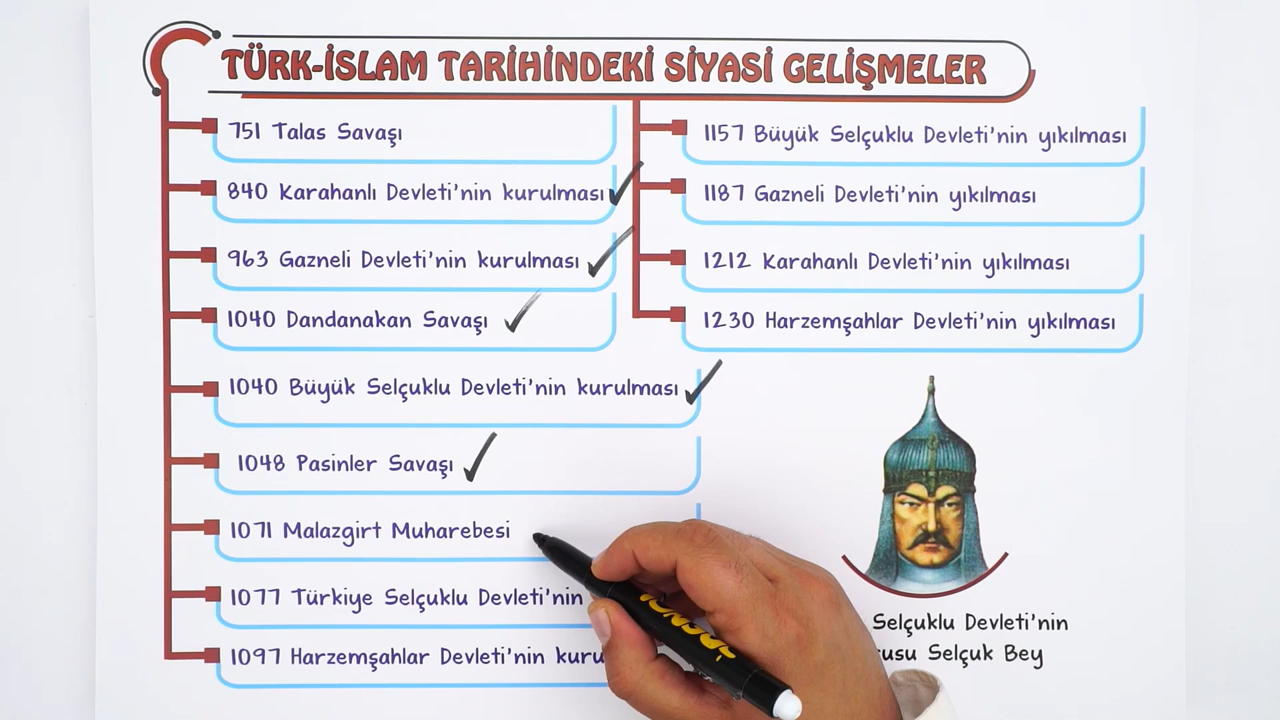 TÜRK-İSLAM TARİHİNDEKİ SİYASİ GELİŞMELER
751 Talas Savaşı
840 Karahanlı Devleti'nin kurulması
963 Gazneli Devleti'nin kurulması
1040 Dandanakan Savaşı
1040 Büyük Selçuklu Devleti'nin kurulması
1048 Pasinler Savaşı
1071 Malazgirt Muharebesi
1077 Türkiye Selçuklu Devleti'nin
1097 Harzemşahlar Devleti'nin
1157 Büyük Selçuklu Devleti'nin yıkılması
1187 Gazneli Devleti'nin yıkılması
1212 Karahanlı Devleti'nin yıkılması
1230 Harzemşahlar Devleti'nin yıkılması
Selçuklu Devleti'nin
Selçuk Bey